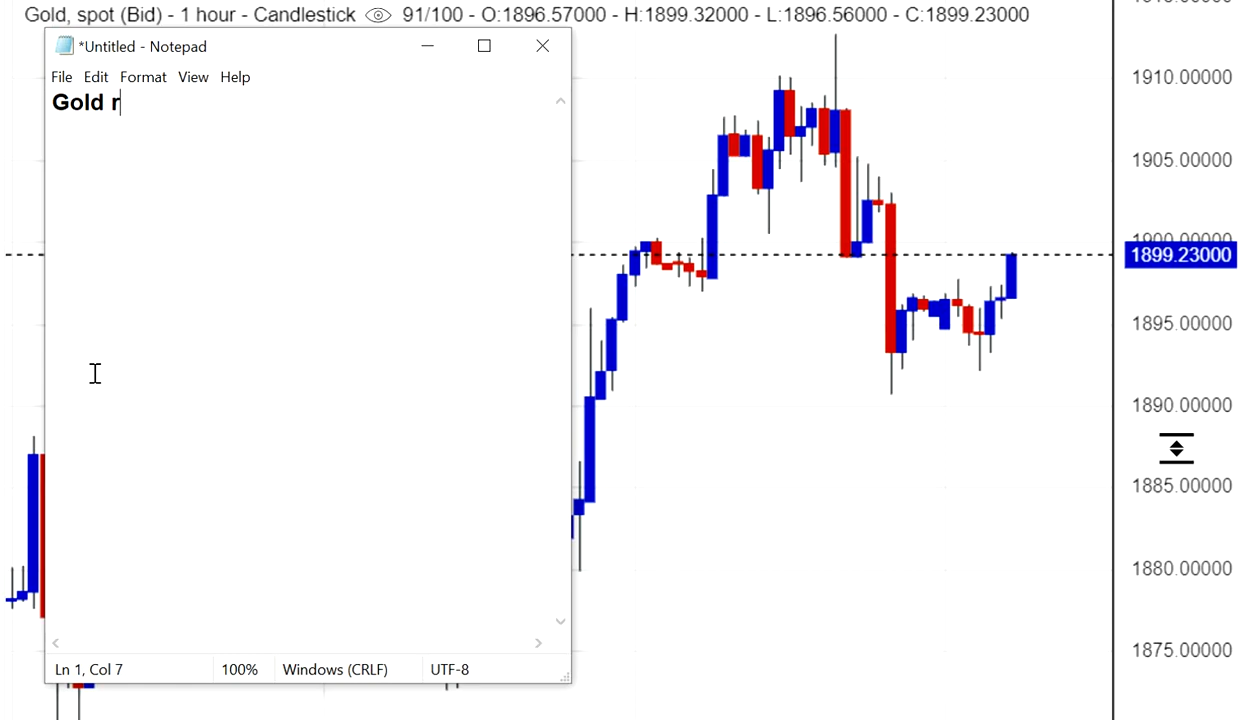 Gold, spot (Bid) - 1 hour - Candlestick 91/100 - O:1896.57000 - H:1899.32000 - L:1896.56000 - C:1899.23000
*Untitled - Notepad
File Edit Format View Help
Gold r
1910.00000
1905.00000
1900.00000
1899.23000
1895.00000
1890.00000
1885.00000
1880.00000
1875.00000
Ln 1, Col 7 100% Windows (CRLF) UTF-8